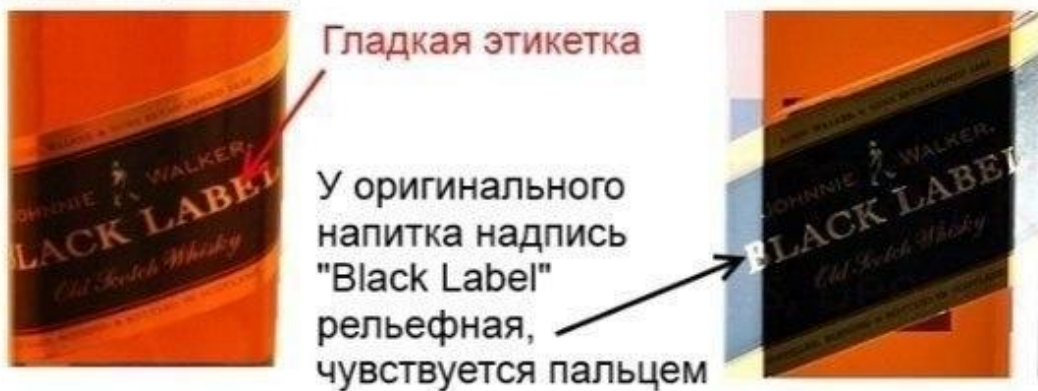 Гладкая этикетка
У оригинального
напитка надпись
"Black Label"
рельефная,
чувствуется пальцем
JOHNNIE WALKER.
BLACK LABEL
Old Scotch Whisky
JOHNNIE WALKER.
BLACK LABEL
Old Scotch Whisky